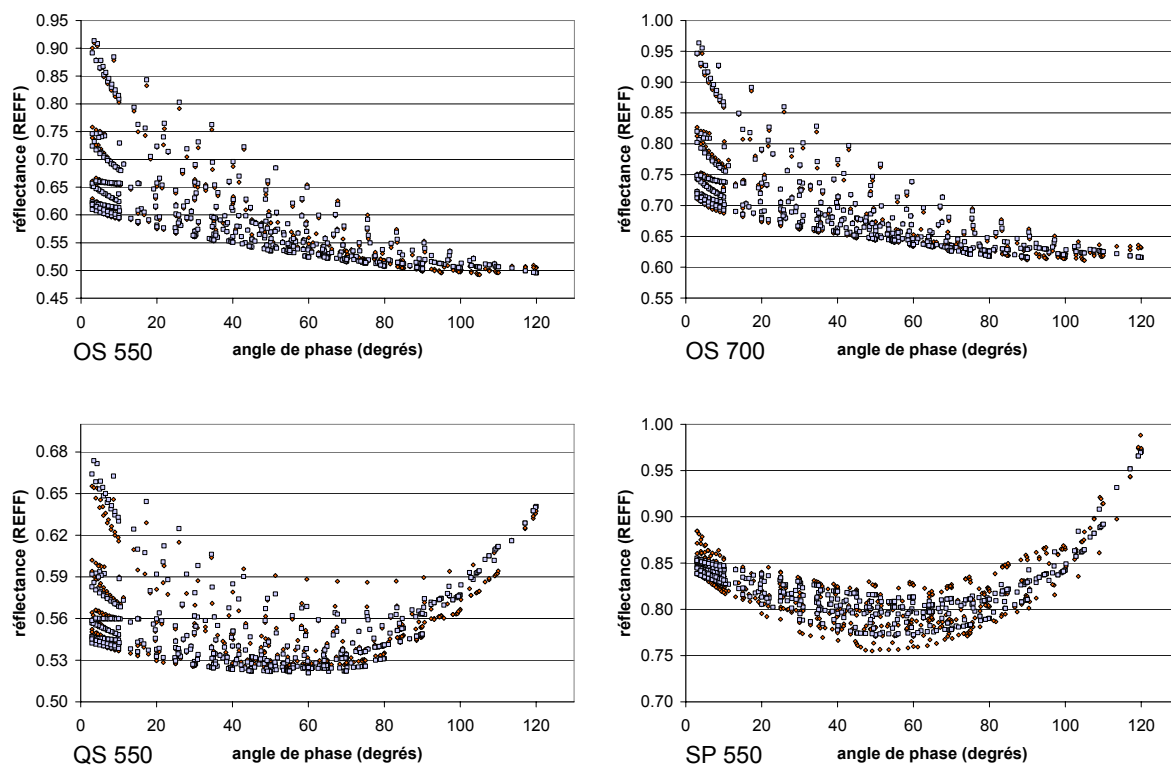 réflectance (REFF)
0.95
0.90
0.85
0.80
0.75
0.70
0.65
0.60
0.55
0.50
0.45
0 20 40 60 80 100 120
OS 550
angle de phase (degrés)
réflectance (REFF)
1.00
0.95
0.90
0.85
0.80
0.75
0.70
0.65
0.60
0.55
0 20 40 60 80 100 120
OS 700
angle de phase (degrés)
réflectance (REFF)
0.68
0.65
0.62
0.59
0.56
0.53
0.50
0 20 40 60 80 100 120
QS 550
angle de phase (degrés)
réflectance (REFF)
1.00
0.95
0.90
0.85
0.80
0.75
0.70
0 20 40 60 80 100 120
SP 550
angle de phase (degrés)